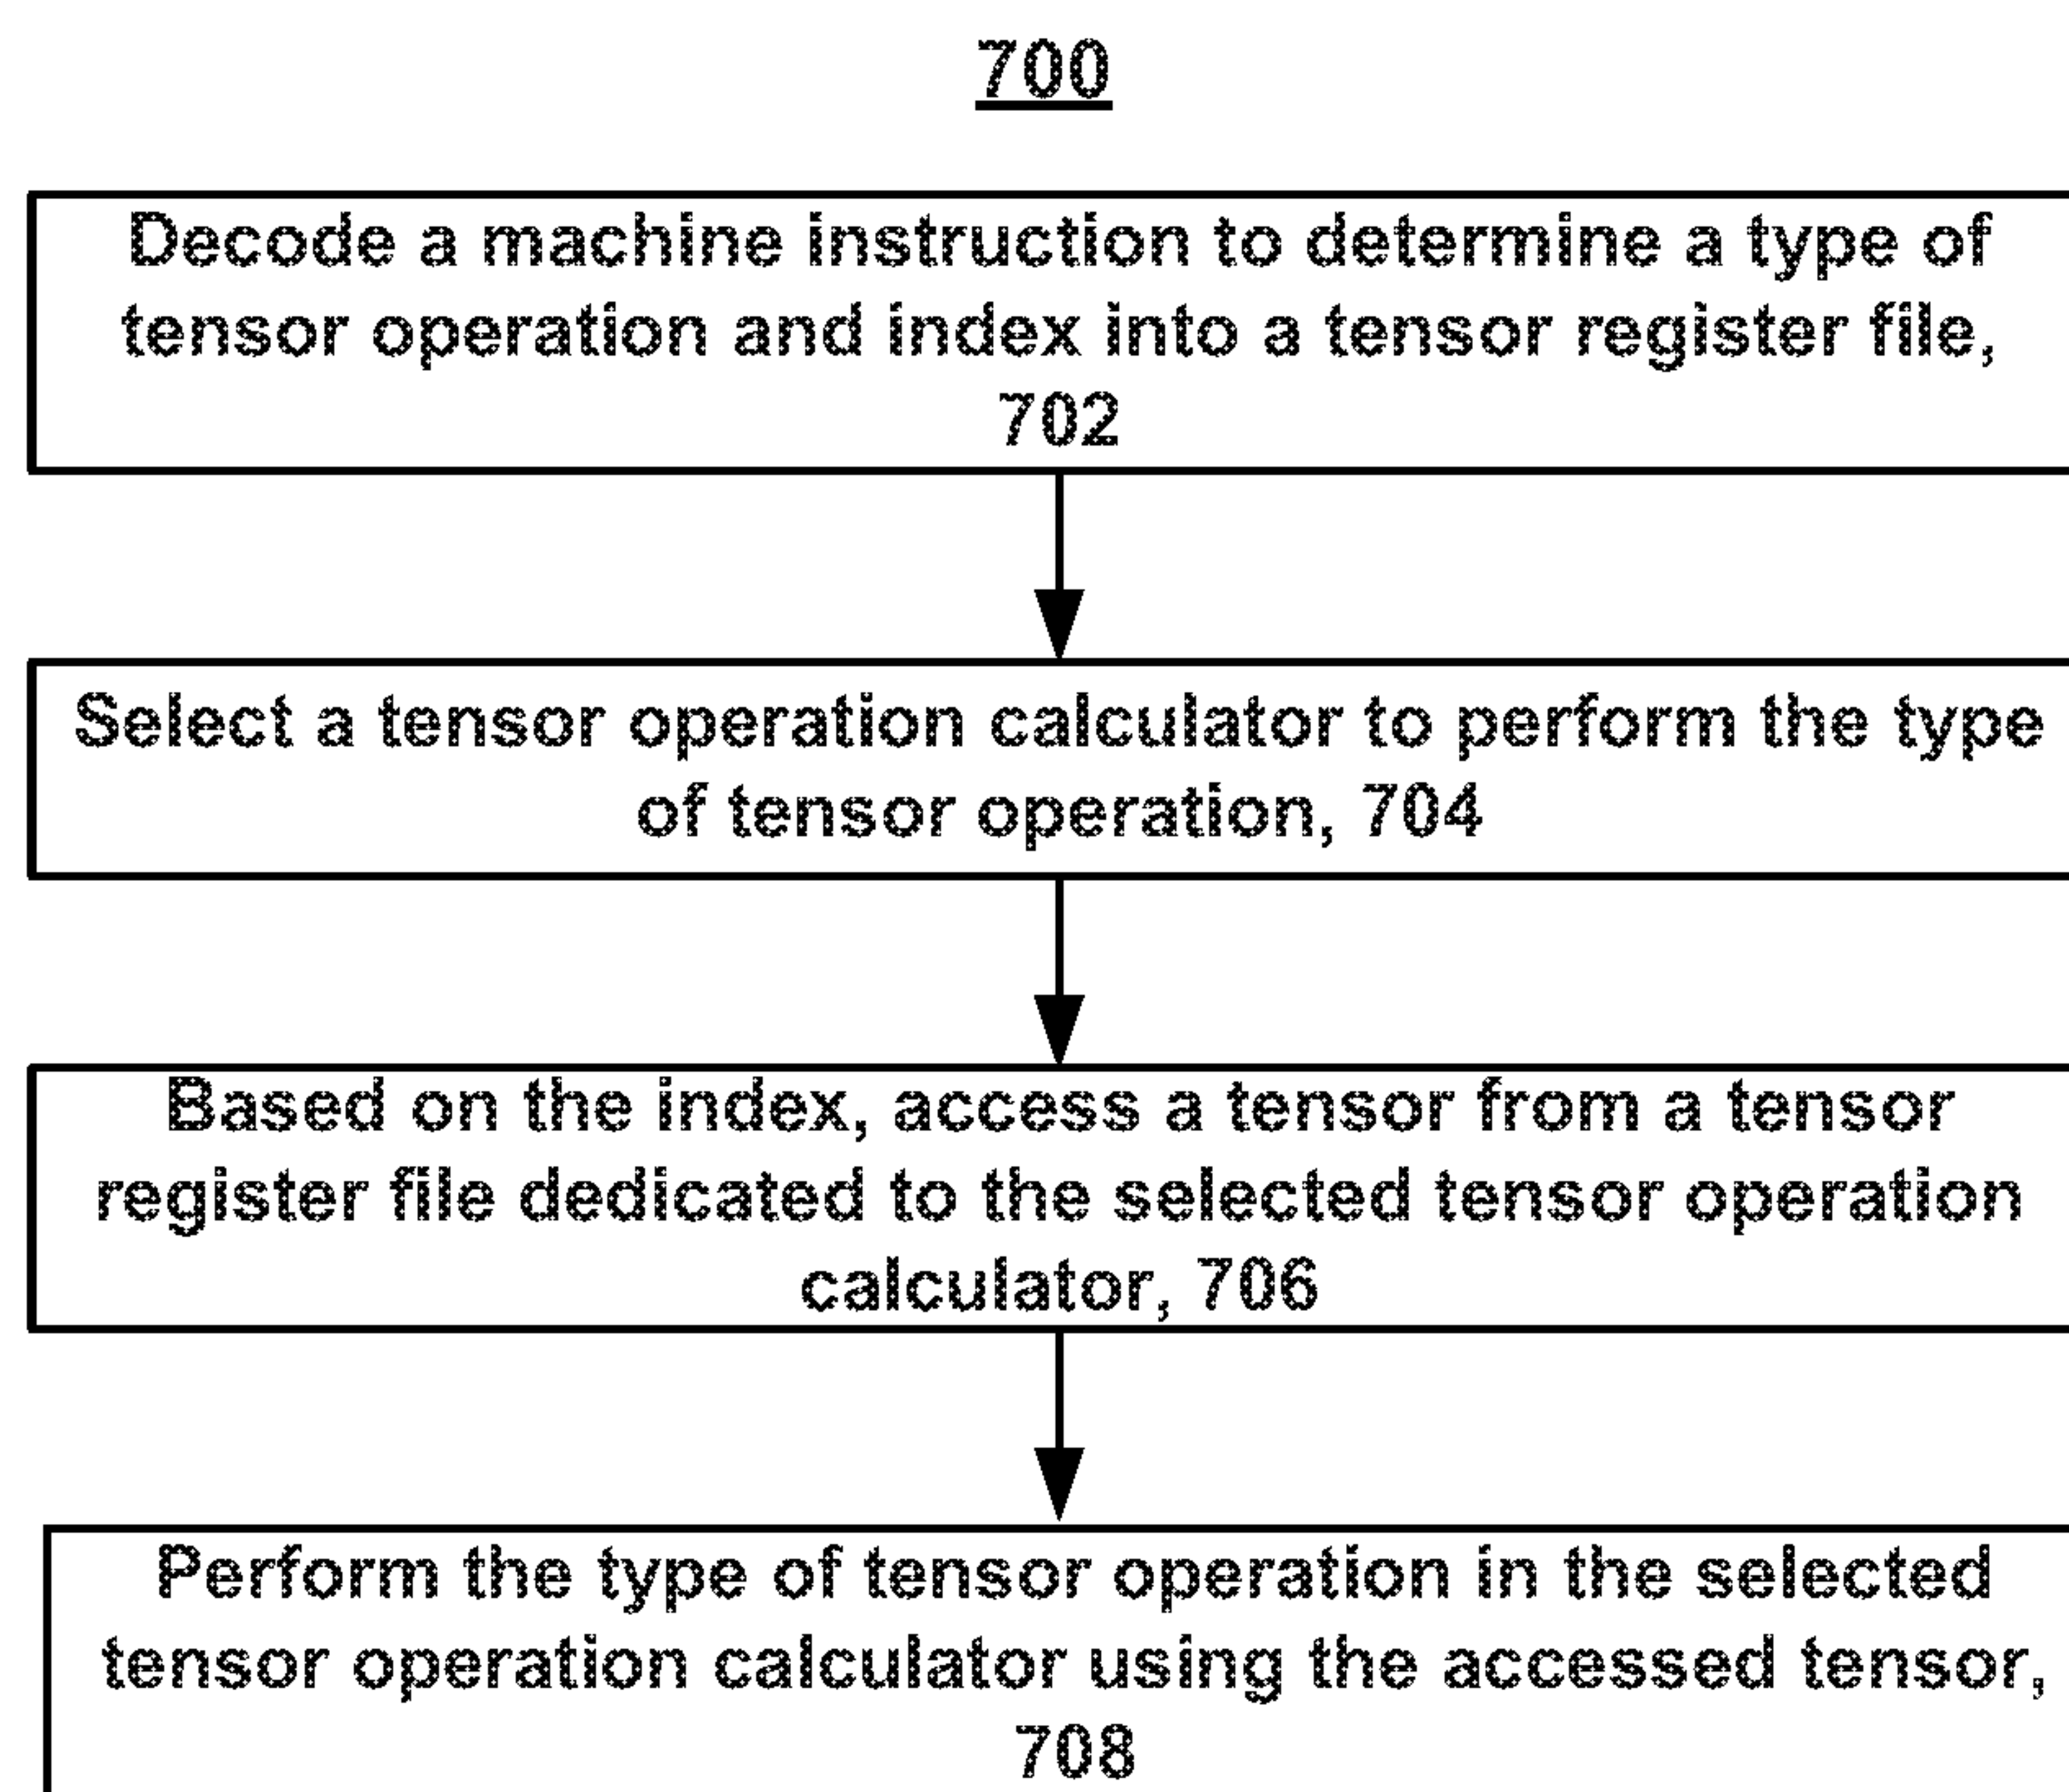 700
Decode a machine instruction to determine a type of
tensor operation and index into a tensor register file,
702
Select a tensor operation calculator to perform the type
of tensor operation, 704
Based on the index, access a tensor from a tensor
register file dedicated to the selected tensor operation
calculator, 706
Perform the type of tensor operation in the selected
tensor operation calculator using the accessed tensor,
708